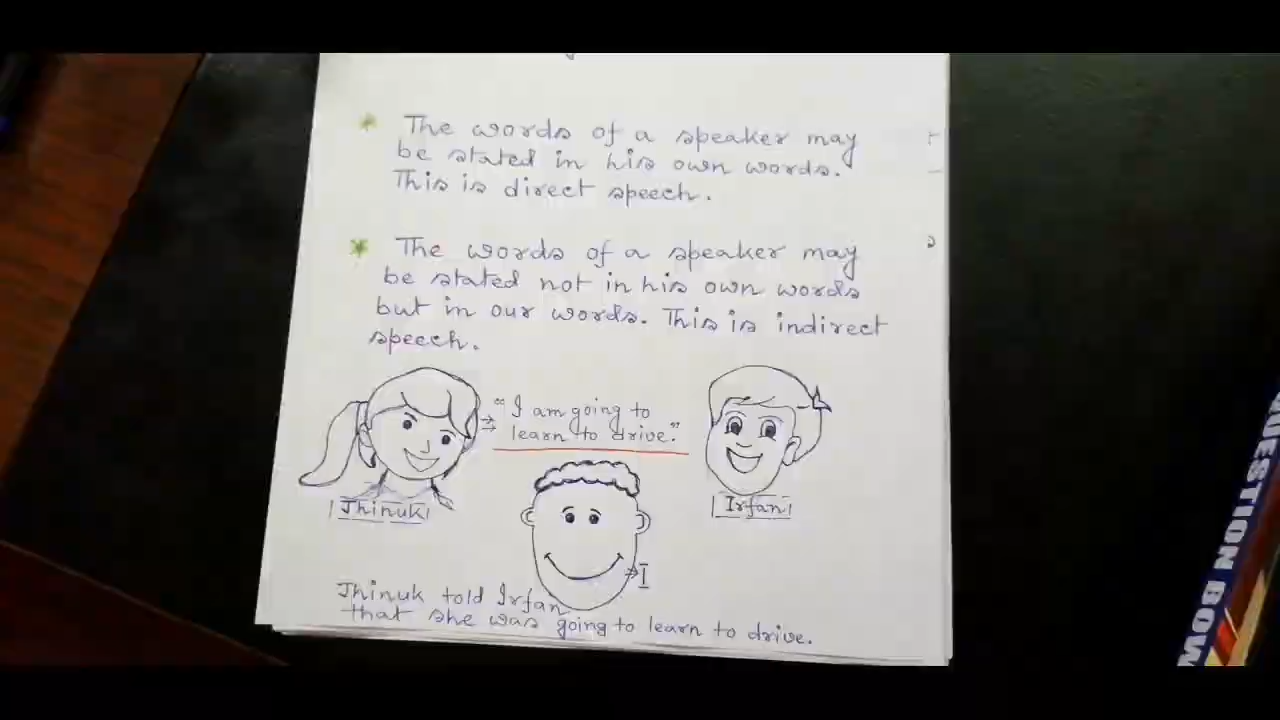 * The words of a speaker may
be stated in his own words.
This is direct speech.
* The words of a speaker may
be stated not in his own words
but in our words. This is indirect
speech.
⇒ "I am going to
learn to drive."
Jhinuk
Irfan
→ I
Jhinuk told Irfan
that she was going to learn to drive.
QUESTION BOW